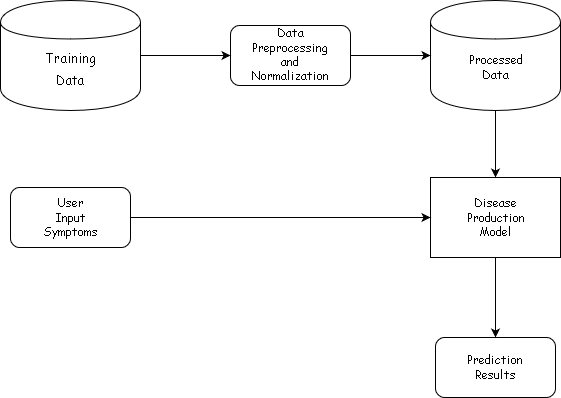 Training
Data
Data
Preprocessing
and
Normalization
Processed
Data
User
Input
Symptoms
Disease
Production
Model
Prediction
Results